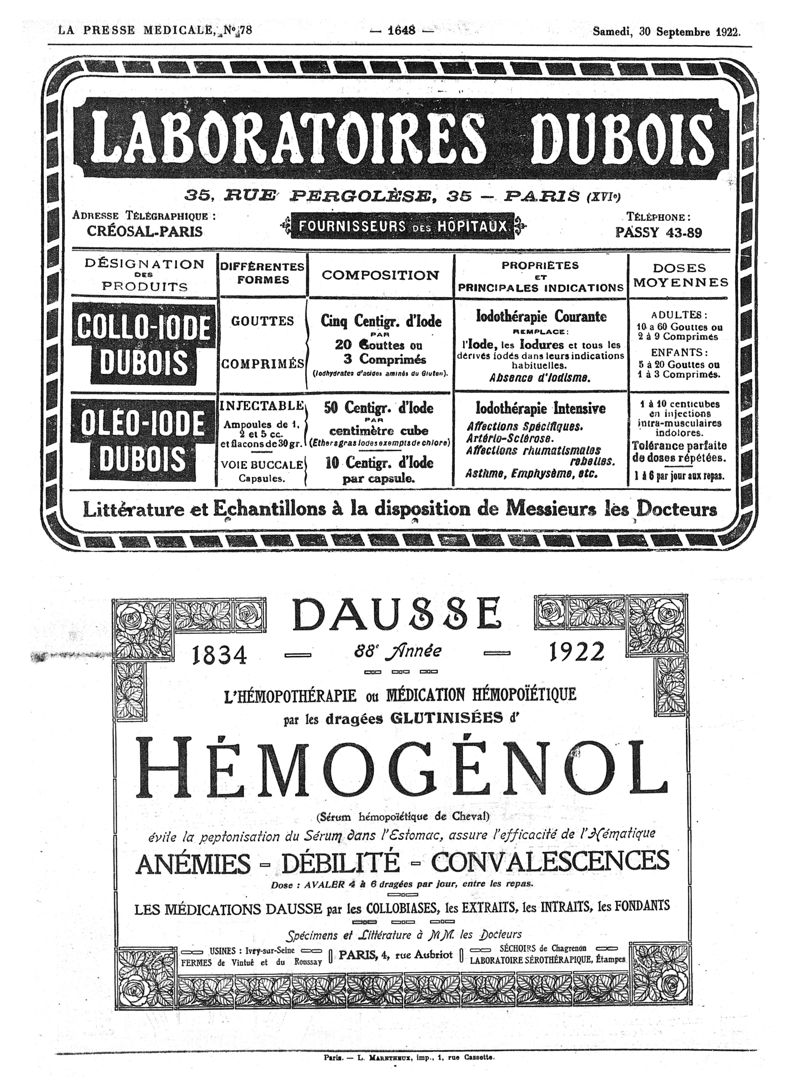 LA PRESSE MEDICALE, N° 78 — 1648 — Samedi, 30 Septembre 1922.
LABORATOIRES DUBOIS
35, RUE PERGOLÈSE, 35 — PARIS (XVIe)
ADRESSE TÉLÉGRAPHIQUE :
CRÉOSAL-PARIS
FOURNISSEURS DES HÔPITAUX
TÉLÉPHONE :
PASSY 43-89
DÉSIGNATION
DES
PRODUITS
DIFFÉRENTES
FORMES
COMPOSITION
PROPRIÉTES
ET
PRINCIPALES INDICATIONS
DOSES
MOYENNES
COLLO-IODE
DUBOIS
GOUTTES
COMPRIMÉS
Cinq Centigr. d'Iode
PAR
20 Gouttes ou
3 Comprimés
(Iodhydrates d'acides aminés du Gluten).
Iodothérapie Courante
REMPLACE :
l'Iode, les Iodures et tous les
dérivés iodés dans leurs indications
habituelles.
Absence d'Iodisme.
ADULTES :
10 a 60 Gouttes ou
2 à 9 Comprimés
ENFANTS :
5 à 20 Gouttes ou
1 à 3 Comprimés.
OLÉO-IODE
DUBOIS
INJECTABLE
Ampoules de 1,
2 et 5 cc.
et flacons de 30 gr.
VOIE BUCCALE
Capsules.
50 Centigr. d'Iode
PAR
centimètre cube
(Ethers gras iodés exempts de chlore)
10 Centigr. d'Iode
par capsule.
Iodothérapie Intensive
Affections Spécifiques.
Artério-Sclérose.
Affections rhumatismales
rebelles.
Asthme, Emphysème, etc.
1 à 10 centicubes
en injections
intra-musculaires
indolores.
Tolérance parfaite
de doses répétées.
1 à 6 par jour aux repas.
Littérature et Echantillons à la disposition de Messieurs les Docteurs
DAUSSE
1834 — 88e Année — 1922
L'HÉMOPOTHÉRAPIE ou MÉDICATION HÉMOPOÏÉTIQUE
par les dragées GLUTINISÉES d'
HÉMOGÉNOL
(Sérum hémopoïétique de Cheval)
évite la peptonisation du Sérum dans l'Estomac, assure l'efficacité de l'Hématique
ANÉMIES - DÉBILITÉ - CONVALESCENCES
Dose : AVALER 4 à 6 dragées par jour, entre les repas.
LES MÉDICATIONS DAUSSE par les COLLOBIASES, les EXTRAITS, les INTRAITS, les FONDANTS
Spécimens et Littérature à MM. les Docteurs
USINES : Ivry-sur-Seine
FERMES de Vintué et du Roussay
PARIS, 4, rue Aubriot
SÉCHOIRS de Chagrenon
LABORATOIRE SÉROTHÉRAPIQUE, Étampes
Paris. — L. MARETHEUX, imp., 1, rue Cassette.